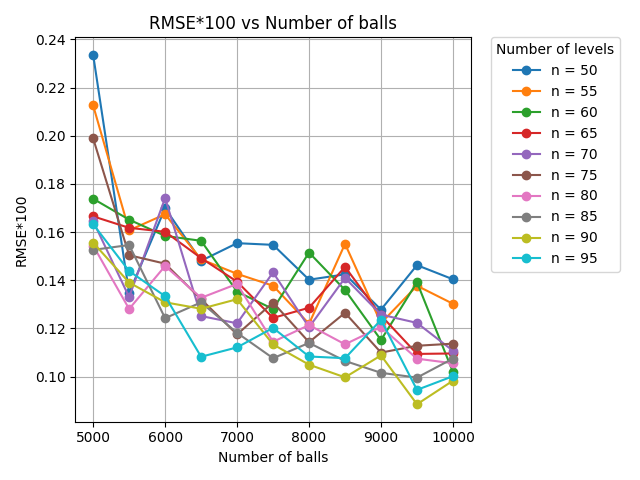 RMSE*100 vs Number of balls
RMSE*100
0.24
0.22
0.20
0.18
0.16
0.14
0.12
0.10
5000
6000
7000
8000
9000
10000
Number of balls
Number of levels
n = 50
n = 55
n = 60
n = 65
n = 70
n = 75
n = 80
n = 85
n = 90
n = 95